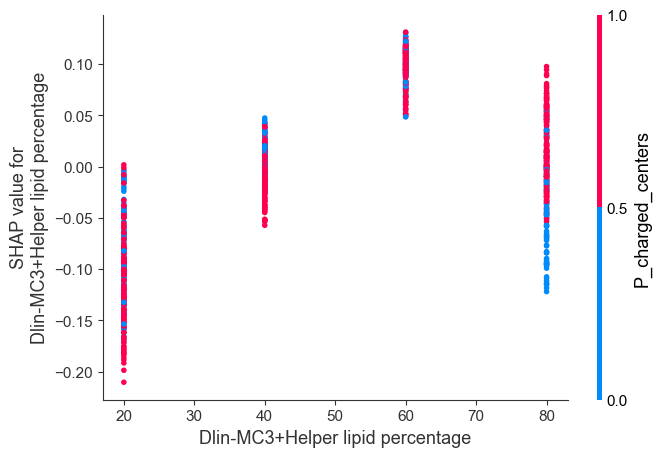 SHAP value for
Dlin-MC3+Helper lipid percentage
0.10
0.05
0.00
−0.05
−0.10
−0.15
−0.20
20 30 40 50 60 70 80
Dlin-MC3+Helper lipid percentage
1.0
0.5
0.0
P_charged_centers